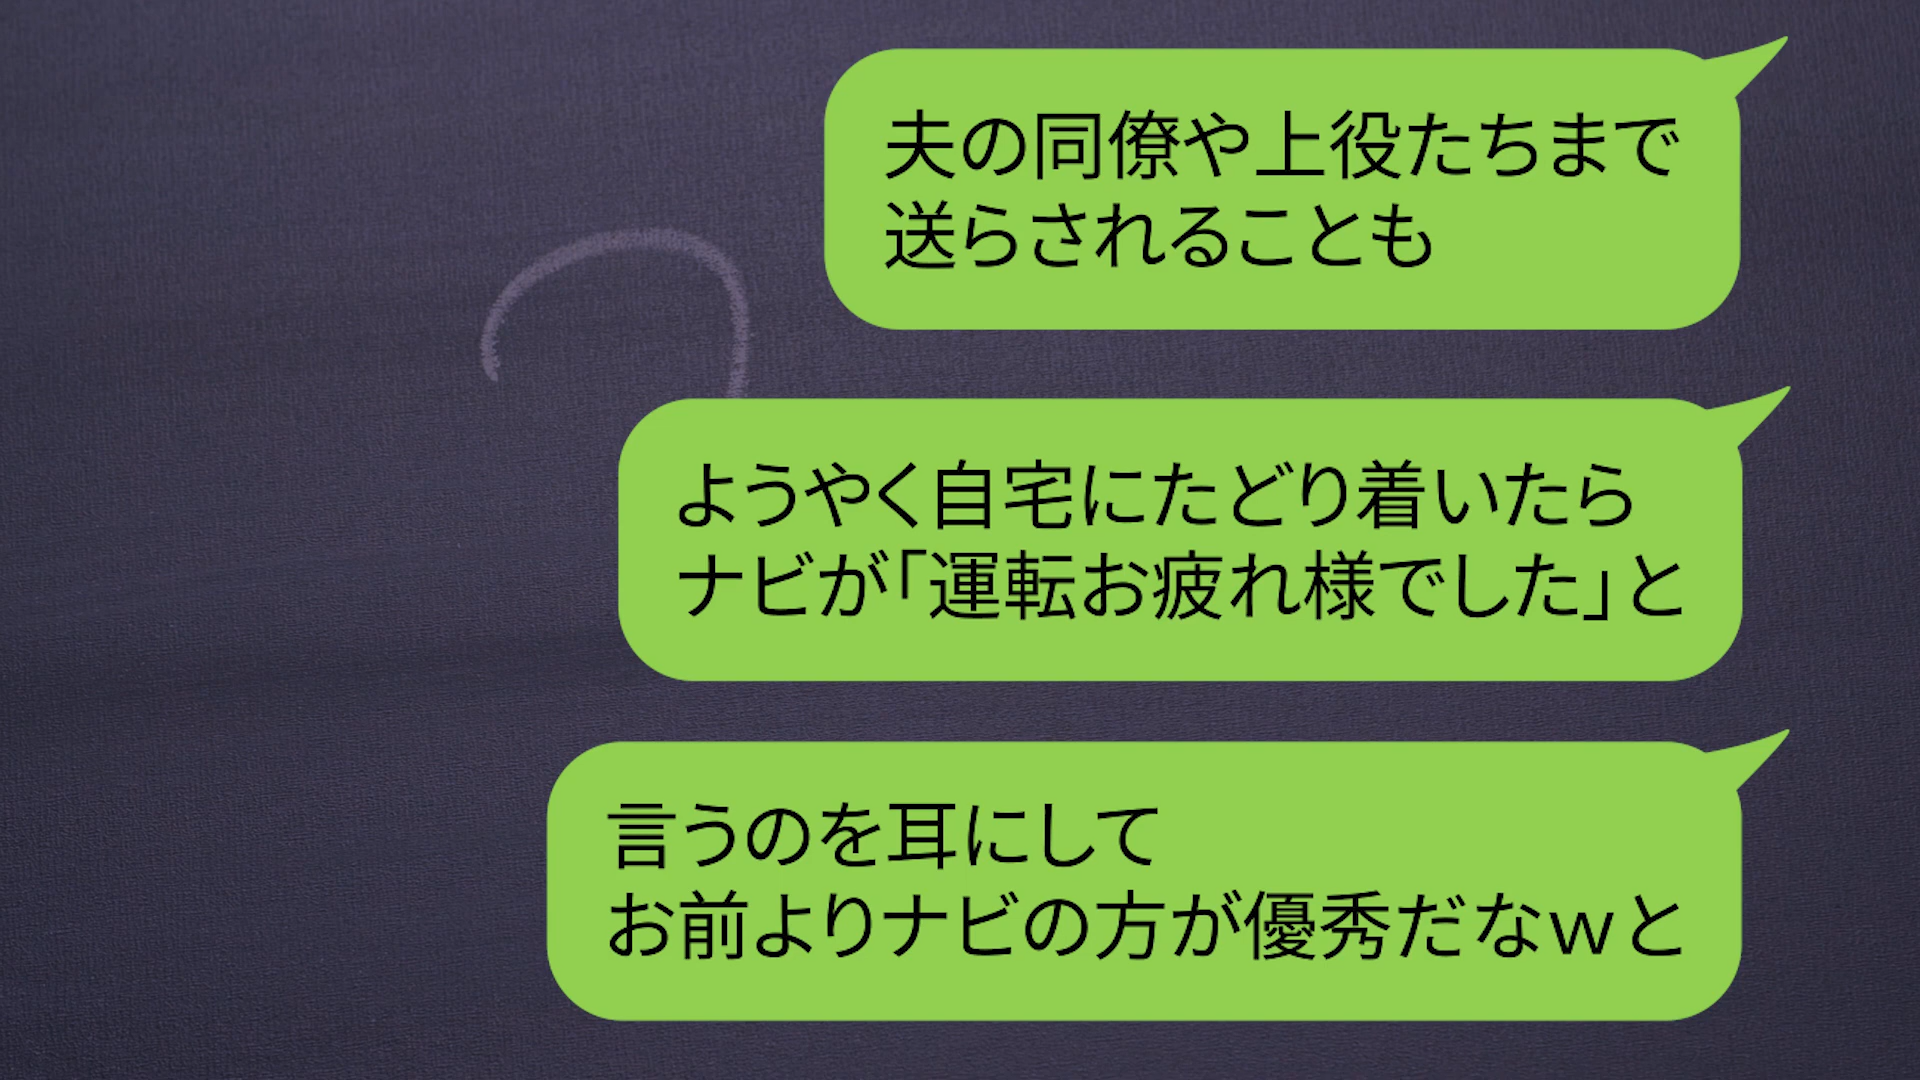 夫の同僚や上役たちまで
送らされることも
ようやく自宅にたどり着いたら
ナビが「運転お疲れ様でした」と
言うのを耳にして
お前よりナビの方が優秀だなｗと